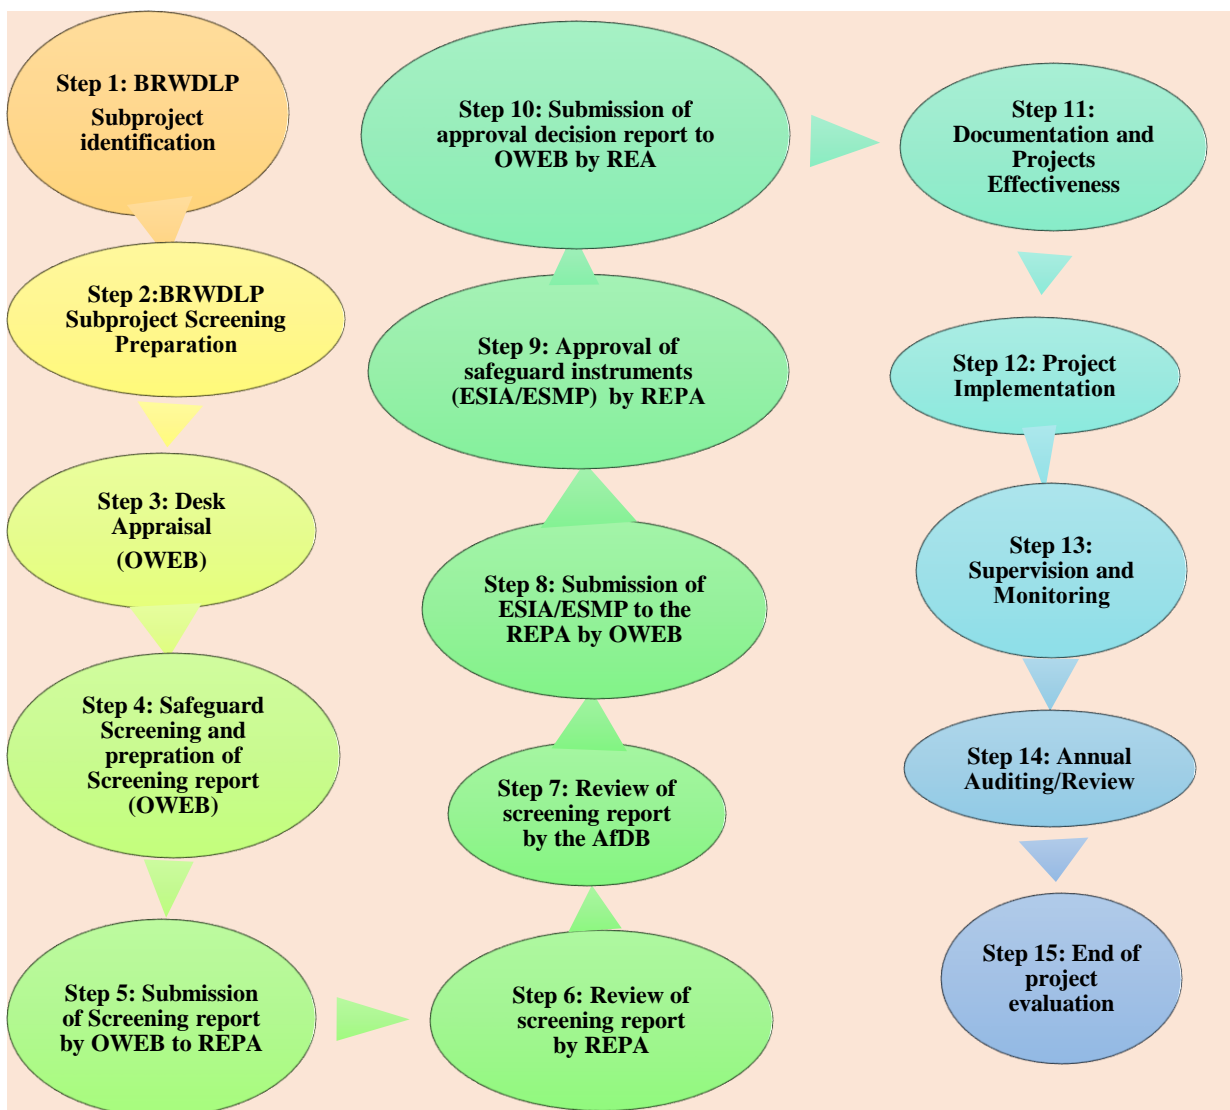 Step 1: BRWDLP
Subproject
identification
Step 2:BRWDLP
Subproject Screening
Preparation
Step 3: Desk
Appraisal
(OWEB)
Step 4: Safeguard
Screening and
prepration of
Screening report
(OWEB)
Step 5: Submission
of Screening report
by OWEB to REPA
Step 6: Review of
screening report
by REPA
Step 7: Review of
screening report
by the AfDB
Step 8: Submission of
ESIA/ESMP to the
REPA by OWEB
Step 9: Approval of
safeguard instruments
(ESIA/ESMP) by REPA
Step 10: Submission of
approval decision report to
OWEB by REA
Step 11:
Documentation and
Projects
Effectiveness
Step 12: Project
Implementation
Step 13:
Supervision and
Monitoring
Step 14: Annual
Auditing/Review
Step 15: End of
project
evaluation